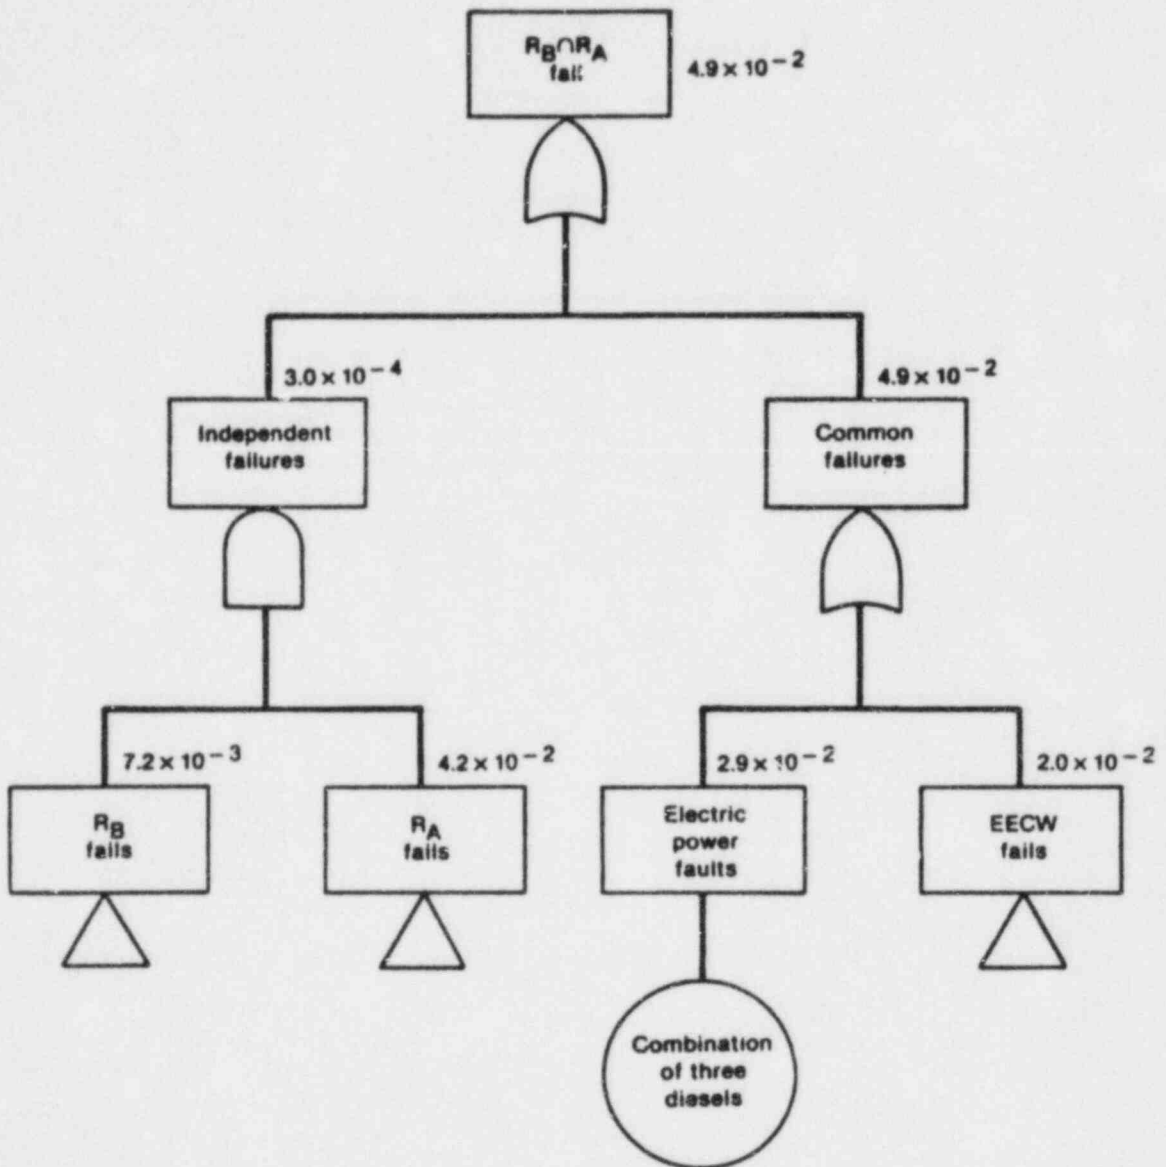 R_B∩R_A
fail
4.9 × 10⁻²
3.0 × 10⁻⁴
4.9 × 10⁻²
Independent
failures
Common
failures
7.2 × 10⁻³
4.2 × 10⁻²
2.9 × 10⁻²
2.0 × 10⁻²
R_B
fails
R_A
fails
Electric
power
faults
EECW
fails
Combination
of three
diesels